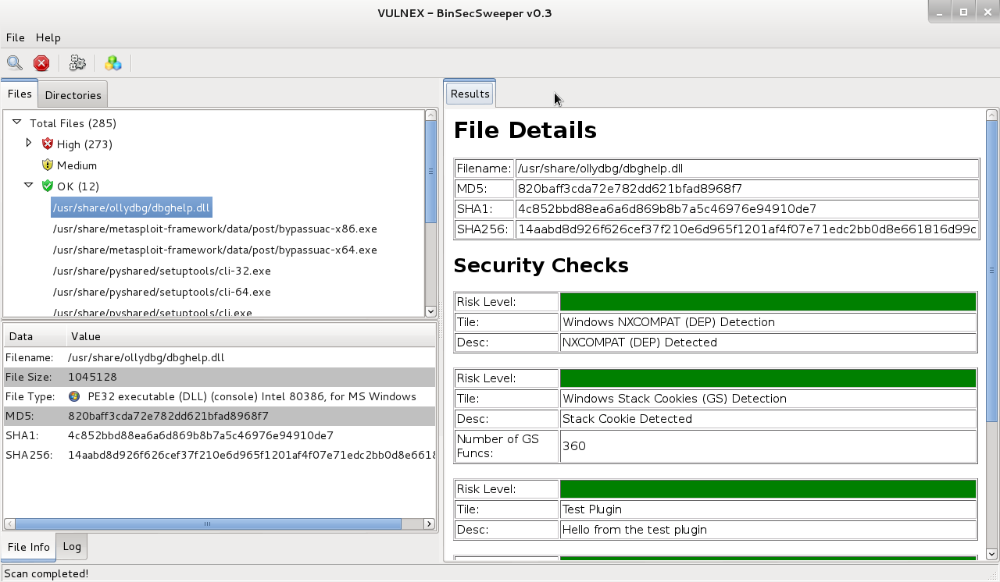 VULNEX - BinSecSweeper v0.3
File Help
Files Directories
Total Files (285)
High (273)
Medium
OK (12)
/usr/share/ollydbg/dbghelp.dll
/usr/share/metasploit-framework/data/post/bypassuac-x86.exe
/usr/share/metasploit-framework/data/post/bypassuac-x64.exe
/usr/share/pyshared/setuptools/cli-32.exe
/usr/share/pyshared/setuptools/cli-64.exe
/usr/share/pyshared/setuptools/cli.exe
Data Value
Filename: /usr/share/ollydbg/dbghelp.dll
File Size: 1045128
File Type: PE32 executable (DLL) (console) Intel 80386, for MS Windows
MD5: 820baff3cda72e782dd621bfad8968f7
SHA1: 4c852bbd88ea6a6d869b8b7a5c46976e94910de7
SHA256: 14aabd8d926f626cef37f210e6d965f1201af4f07e71edc2bb0d8e6618
File Info Log
Results
File Details
Filename: /usr/share/ollydbg/dbghelp.dll
MD5: 820baff3cda72e782dd621bfad8968f7
SHA1: 4c852bbd88ea6a6d869b8b7a5c46976e94910de7
SHA256: 14aabd8d926f626cef37f210e6d965f1201af4f07e71edc2bb0d8e661816d99c
Security Checks
Risk Level:
Tile: Windows NXCOMPAT (DEP) Detection
Desc: NXCOMPAT (DEP) Detected
Risk Level:
Tile: Windows Stack Cookies (GS) Detection
Desc: Stack Cookie Detected
Number of GS
Funcs: 360
Risk Level:
Tile: Test Plugin
Desc: Hello from the test plugin
Scan completed!